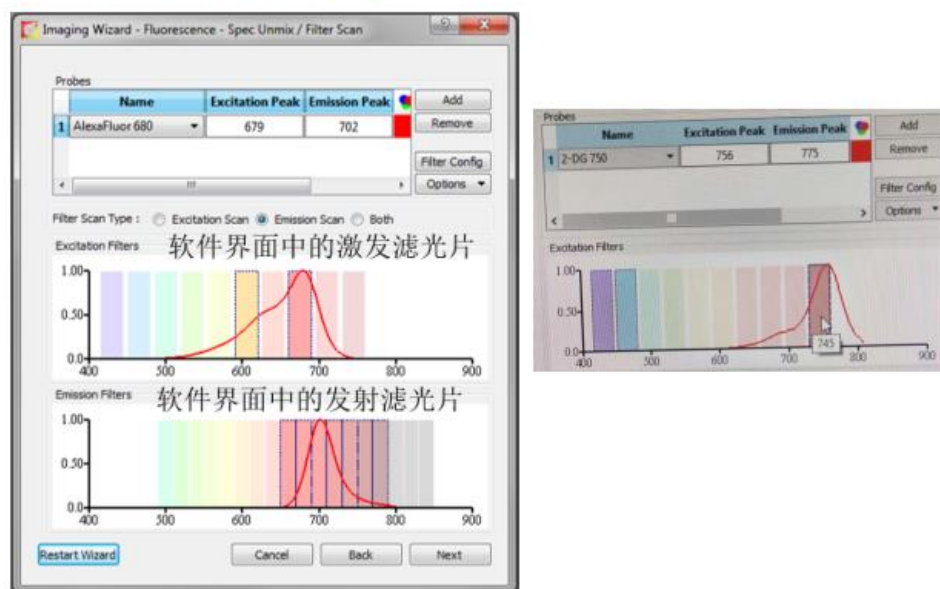 Imaging Wizard - Fluorescence - Spec Unmix / Filter Scan
Probes
Name Excitation Peak Emission Peak Add
1 AlexaFluor 680 679 702 Remove
Filter Config
Options
Filter Scan Type : Excitation Scan Emission Scan Both
Excitation Filters
软件界面中的激发滤光片
1.00
0.50
0.0
400 500 600 700 800 900
Emission Filters
软件界面中的发射滤光片
1.00
0.50
0.0
400 500 600 700 800 900
Restart Wizard Cancel Back Next
Probes
Name Excitation Peak Emission Peak Add
1 2-DG 750 756 775 Remove
Filter Config
Options
Excitation Filters
1.00
0.50
745
0.0
400 500 600 700 800 900